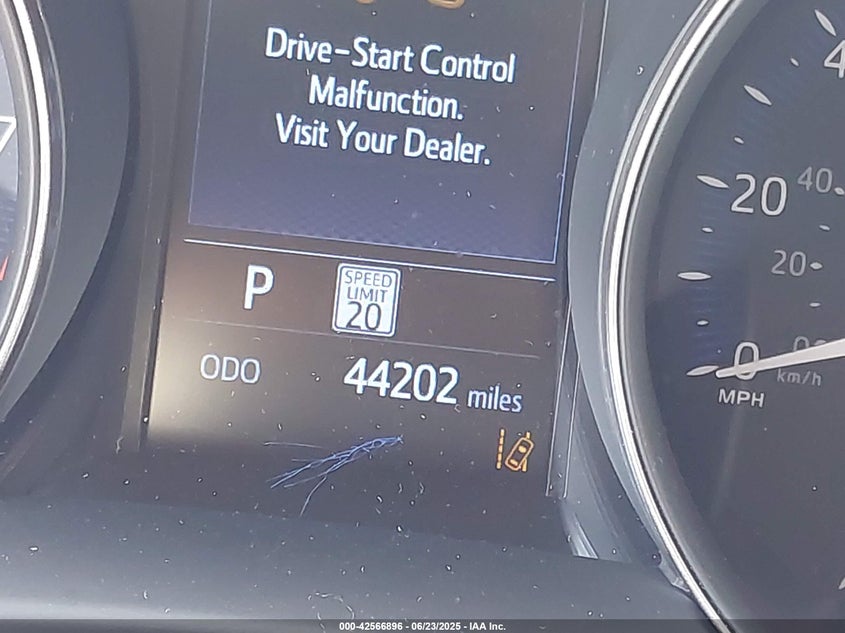 Drive-Start Control
Malfunction.
Visit Your Dealer.
P
SPEED
LIMIT
20
ODO 44202 miles
4
20 40
20
0
km/h
MPH
000-42566896 - 06/23/2025 - IAA Inc.